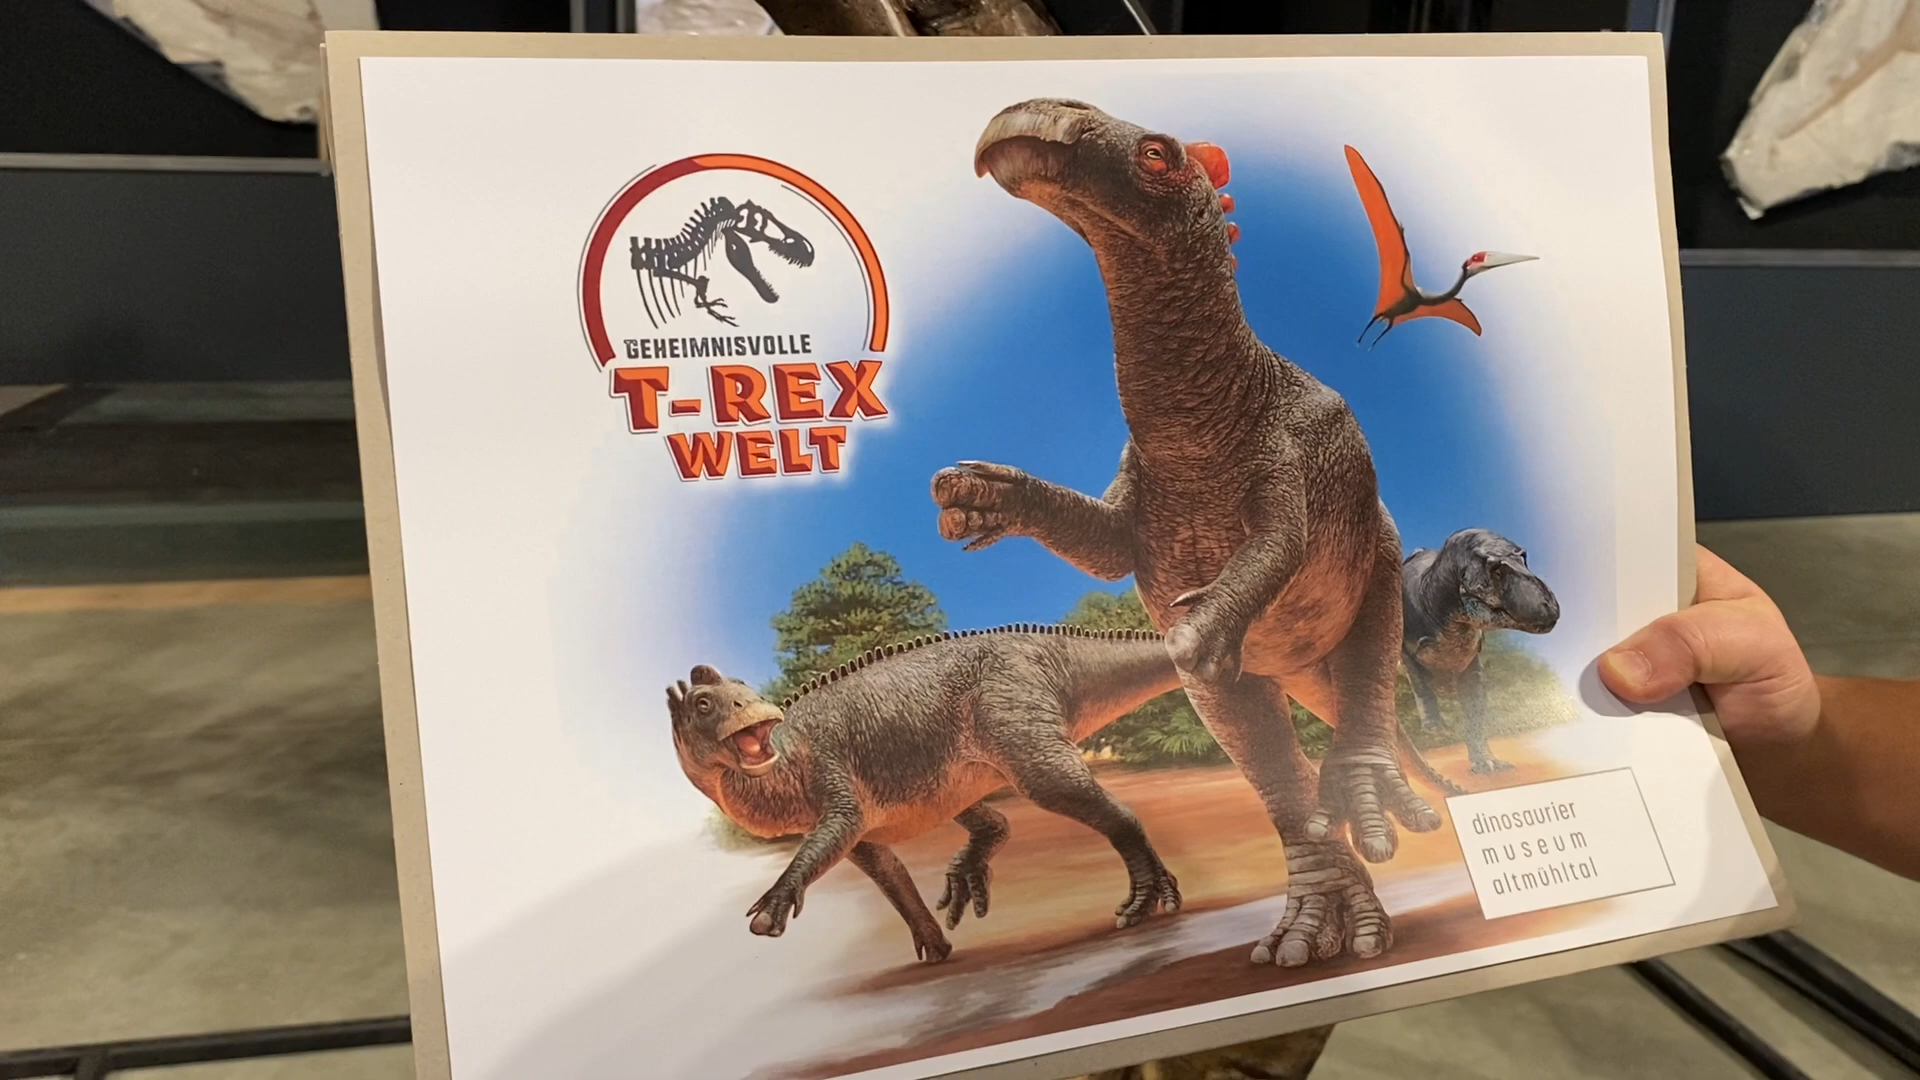 GEHEIMNISVOLLE
T-REX
WELT
dinosaurier
museum
altmühltal